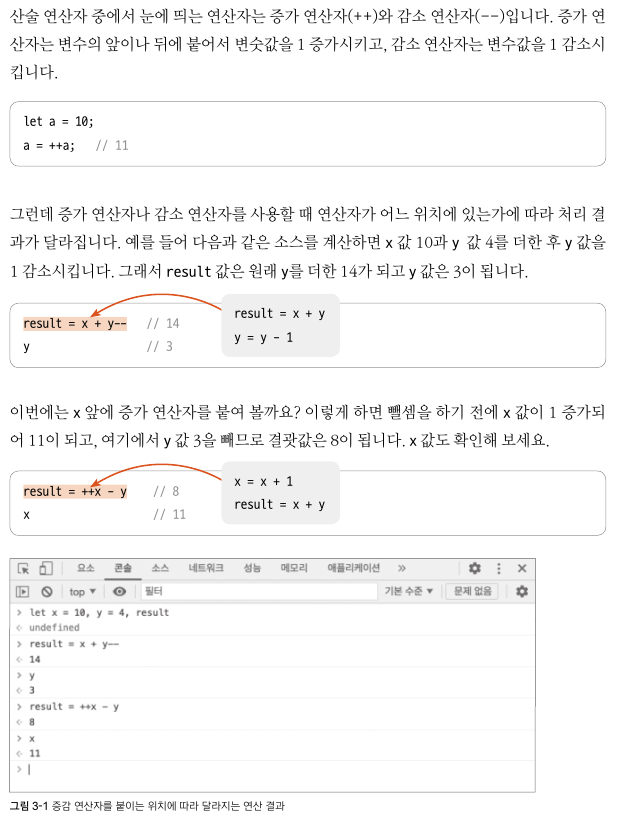 산술 연산자 중에서 눈에 띄는 연산자는 증가 연산자(++)와 감소 연산자(--)입니다. 증가 연
산자는 변수의 앞이나 뒤에 붙어서 변숫값을 1 증가시키고, 감소 연산자는 변수값을 1 감소시
킵니다.
let a = 10;
a = ++a; // 11
그런데 증가 연산자나 감소 연산자를 사용할 때 연산자가 어느 위치에 있는가에 따라 처리 결
과가 달라집니다. 예를 들어 다음과 같은 소스를 계산하면 x 값 10과 y 값 4를 더한 후 y 값을
1 감소시킵니다. 그래서 result 값은 원래 y를 더한 14가 되고 y 값은 3이 됩니다.
result = x + y-- // 14
y // 3
result = x + y
y = y - 1
이번에는 x 앞에 증가 연산자를 붙여 볼까요? 이렇게 하면 뺄셈을 하기 전에 x 값이 1 증가되
어 11이 되고, 여기에서 y 값 3을 빼므로 결괏값은 8이 됩니다. x 값도 확인해 보세요.
result = ++x - y // 8
x // 11
x = x + 1
result = x + y
요소 콘솔 소스 네트워크 성능 메모리 애플리케이션 »
top ▼ 필터 기본 수준 ▼ 문제 없음
> let x = 10, y = 4, result
undefined
> result = x + y--
14
> y
3
> result = ++x - y
8
> x
11
>
그림 3-1 증감 연산자를 붙이는 위치에 따라 달라지는 연산 결과